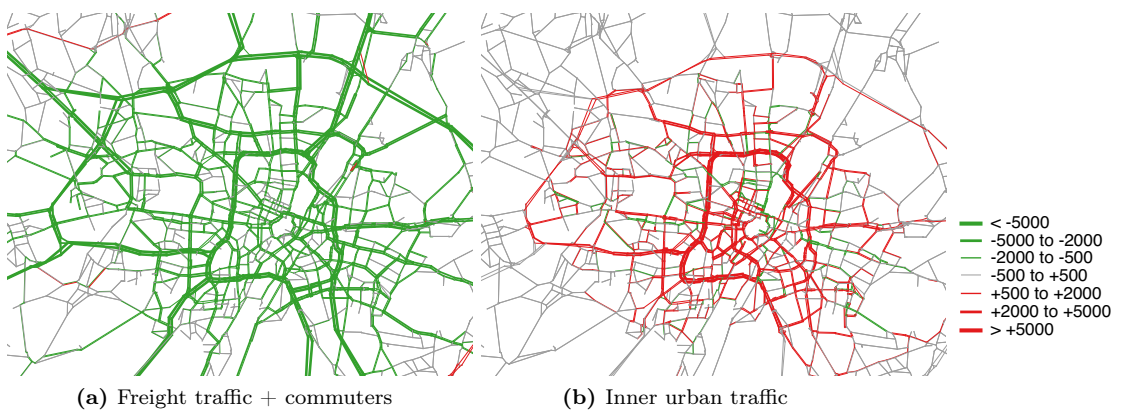 < -5000
-5000 to -2000
-2000 to -500
-500 to +500
+500 to +2000
+2000 to +5000
> +5000
(a) Freight traffic + commuters
(b) Inner urban traffic